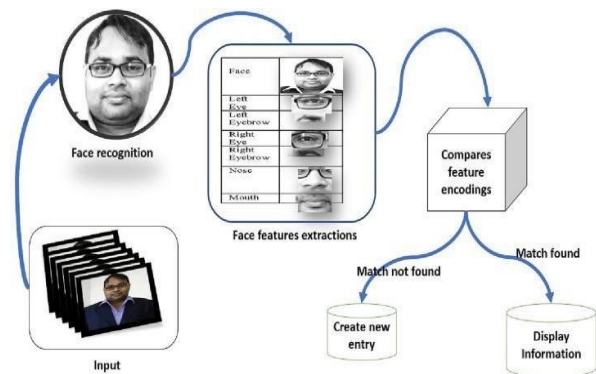 Face recognition
Face
Left
Eye
Left
Eyebrow
Right
Eye
Right
Eyebrow
Nose
Mouth
Face features extractions
Compares
feature
encodings
Match not found
Match found
Create new
entry
Display
Information
Input